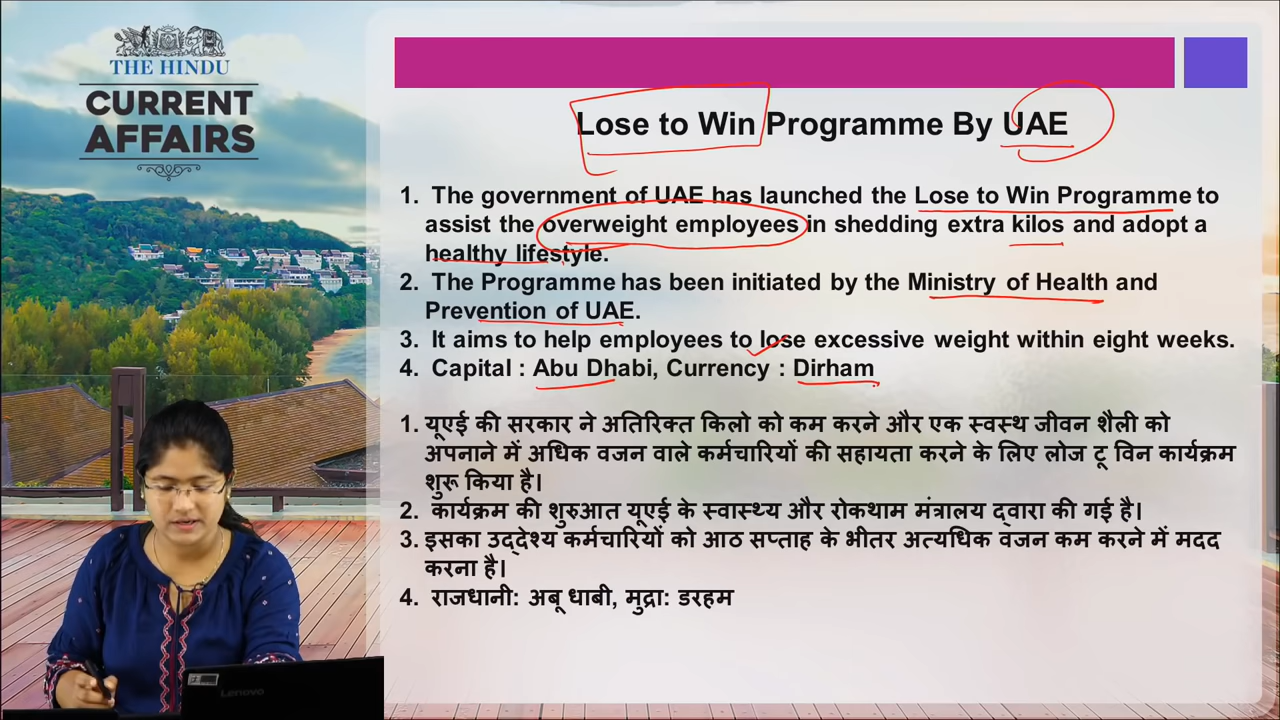 THE HINDU
CURRENT
AFFAIRS
Lose to Win Programme By UAE
1. The government of UAE has launched the Lose to Win Programme to
assist the overweight employees in shedding extra kilos and adopt a
healthy lifestyle.
2. The Programme has been initiated by the Ministry of Health and
Prevention of UAE.
3. It aims to help employees to lose excessive weight within eight weeks.
4. Capital : Abu Dhabi, Currency : Dirham
1. यूएई की सरकार ने अतिरिक्त किलो को कम करने और एक स्वस्थ जीवन शैली को
अपनाने में अधिक वजन वाले कर्मचारियों की सहायता करने के लिए लोज टू विन कार्यक्रम
शुरू किया है।
2. कार्यक्रम की शुरुआत यूएई के स्वास्थ्य और रोकथाम मंत्रालय द्वारा की गई है।
3. इसका उद्देश्य कर्मचारियों को आठ सप्ताह के भीतर अत्यधिक वजन कम करने में मदद
करना है।
4. राजधानी: अबू धाबी, मुद्रा: डरहम
Lenovo